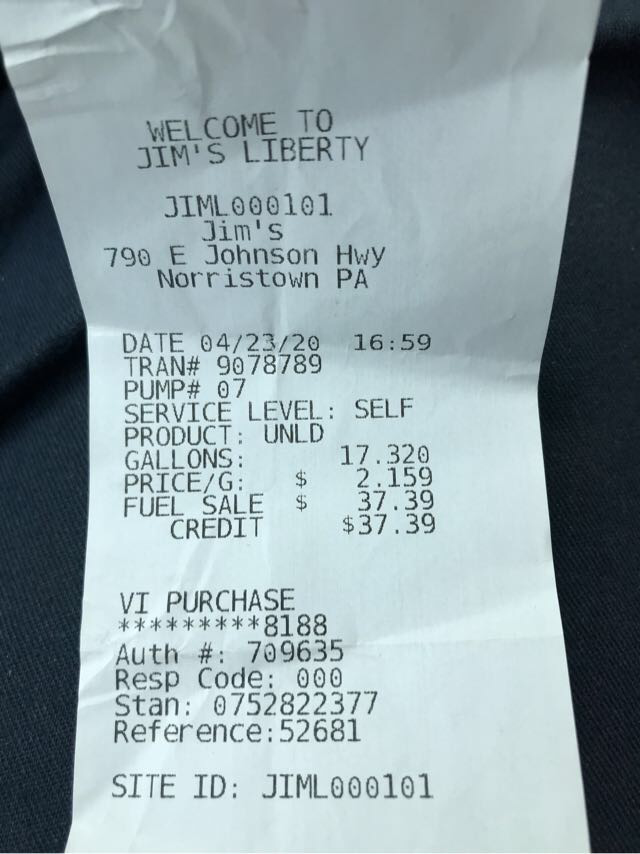 WELCOME TO
JIM'S LIBERTY
JIML000101
Jim's
790 E Johnson Hwy
Norristown PA
DATE 04/23/20 16:59
TRAN# 9078789
PUMP# 07
SERVICE LEVEL: SELF
PRODUCT: UNLD
GALLONS: 17.320
PRICE/G: $ 2.159
FUEL SALE $ 37.39
CREDIT $37.39
VI PURCHASE
*********8188
Auth #: 709635
Resp Code: 000
Stan: 0752822377
Reference:52681
SITE ID: JIML000101